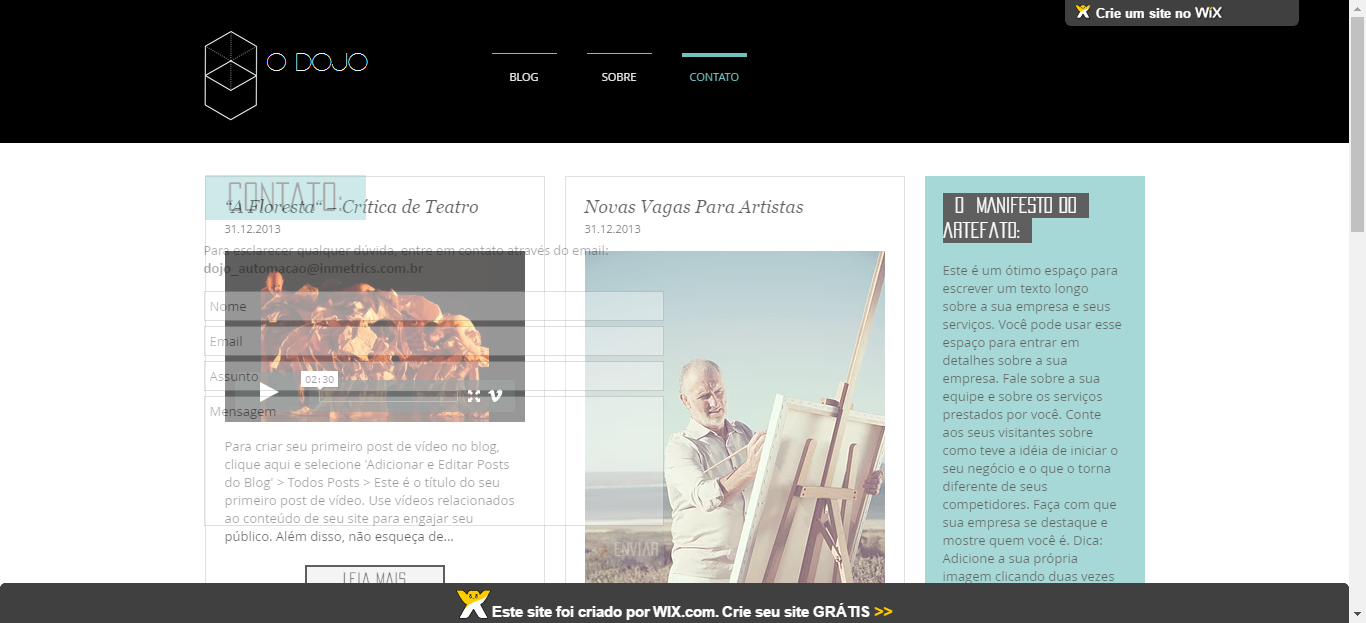 Crie um site no WiX
O DOJO
BLOG
SOBRE
CONTATO
CONTATO:
Para esclarecer qualquer dúvida, entre em contato através do email:
dojo_automacao@inmetrics.com.br
Nome
Email
Assunto
Mensagem
ENVIAR
“A Floresta” – Crítica de Teatro
31.12.2013
02:30
Para criar seu primeiro post de vídeo no blog,
clique aqui e selecione 'Adicionar e Editar Posts
do Blog' > Todos Posts > Este é o título do seu
primeiro post de vídeo. Use vídeos relacionados
ao conteúdo de seu site para engajar seu
público. Além disso, não esqueça de...
LEIA MAIS
Novas Vagas Para Artistas
31.12.2013
O MANIFESTO DO
ARTEFATO:
Este é um ótimo espaço para
escrever um texto longo
sobre a sua empresa e seus
serviços. Você pode usar esse
espaço para entrar em
detalhes sobre a sua
empresa. Fale sobre a sua
equipe e sobre os serviços
prestados por você. Conte
aos seus visitantes sobre
como teve a idéia de iniciar o
seu negócio e o que o torna
diferente de seus
competidores. Faça com que
sua empresa se destaque e
mostre quem você é. Dica:
Adicione a sua própria
imagem clicando duas vezes
Este site foi criado por WIX.com. Crie seu site GRÁTIS >>